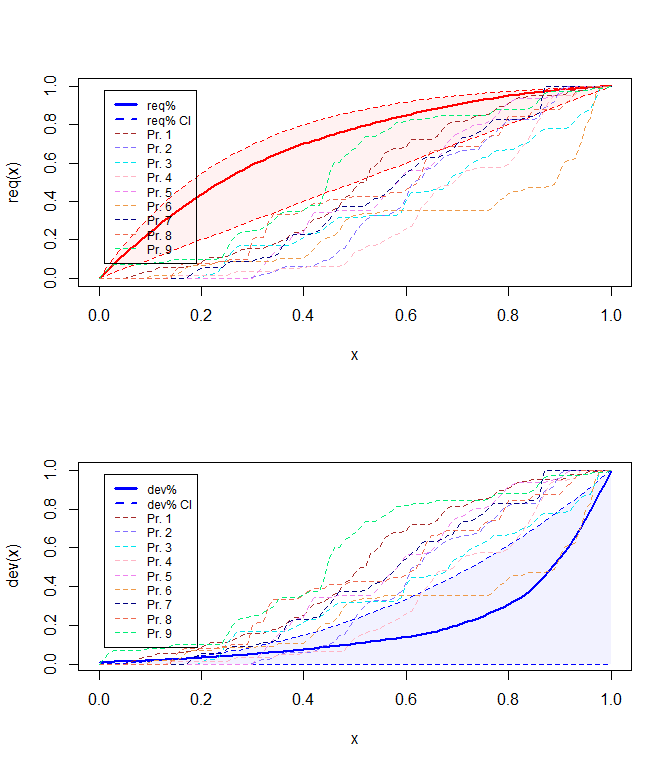 req(x)
1.0
0.8
0.6
0.4
0.2
0.0
req%
req% CI
Pr. 1
Pr. 2
Pr. 3
Pr. 4
Pr. 5
Pr. 6
Pr. 7
Pr. 8
Pr. 9
0.0 0.2 0.4 0.6 0.8 1.0
x
dev(x)
1.0
0.8
0.6
0.4
0.2
0.0
dev%
dev% CI
Pr. 1
Pr. 2
Pr. 3
Pr. 4
Pr. 5
Pr. 6
Pr. 7
Pr. 8
Pr. 9
0.0 0.2 0.4 0.6 0.8 1.0
x